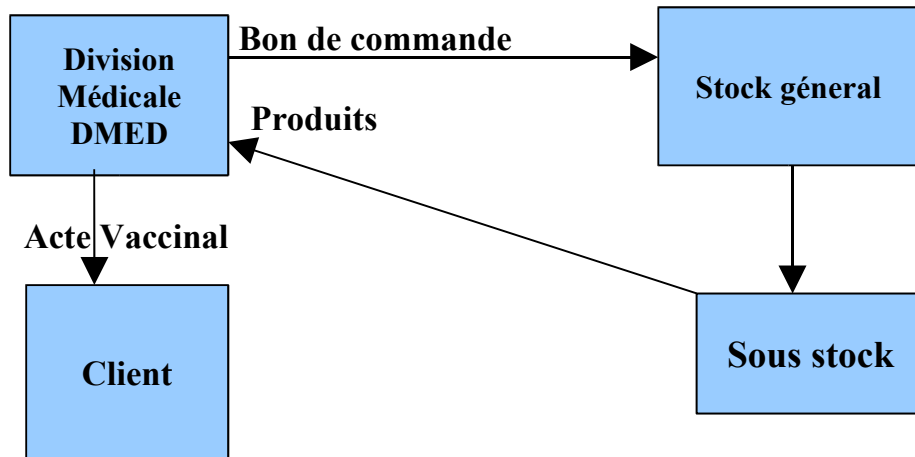 Division
Médicale
DMED
Bon de commande
Stock géneral
Produits
Acte Vaccinal
Client
Sous stock